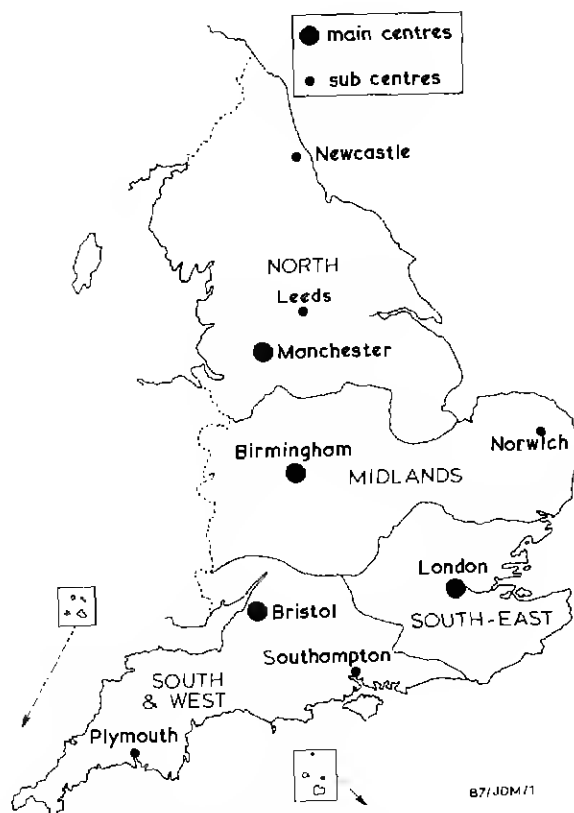 main centres
sub centres
Newcastle
NORTH
Leeds
Manchester
Birmingham
Norwich
MIDLANDS
London
Bristol
SOUTH-EAST
Southampton
SOUTH
& WEST
Plymouth
B7/JDM/1